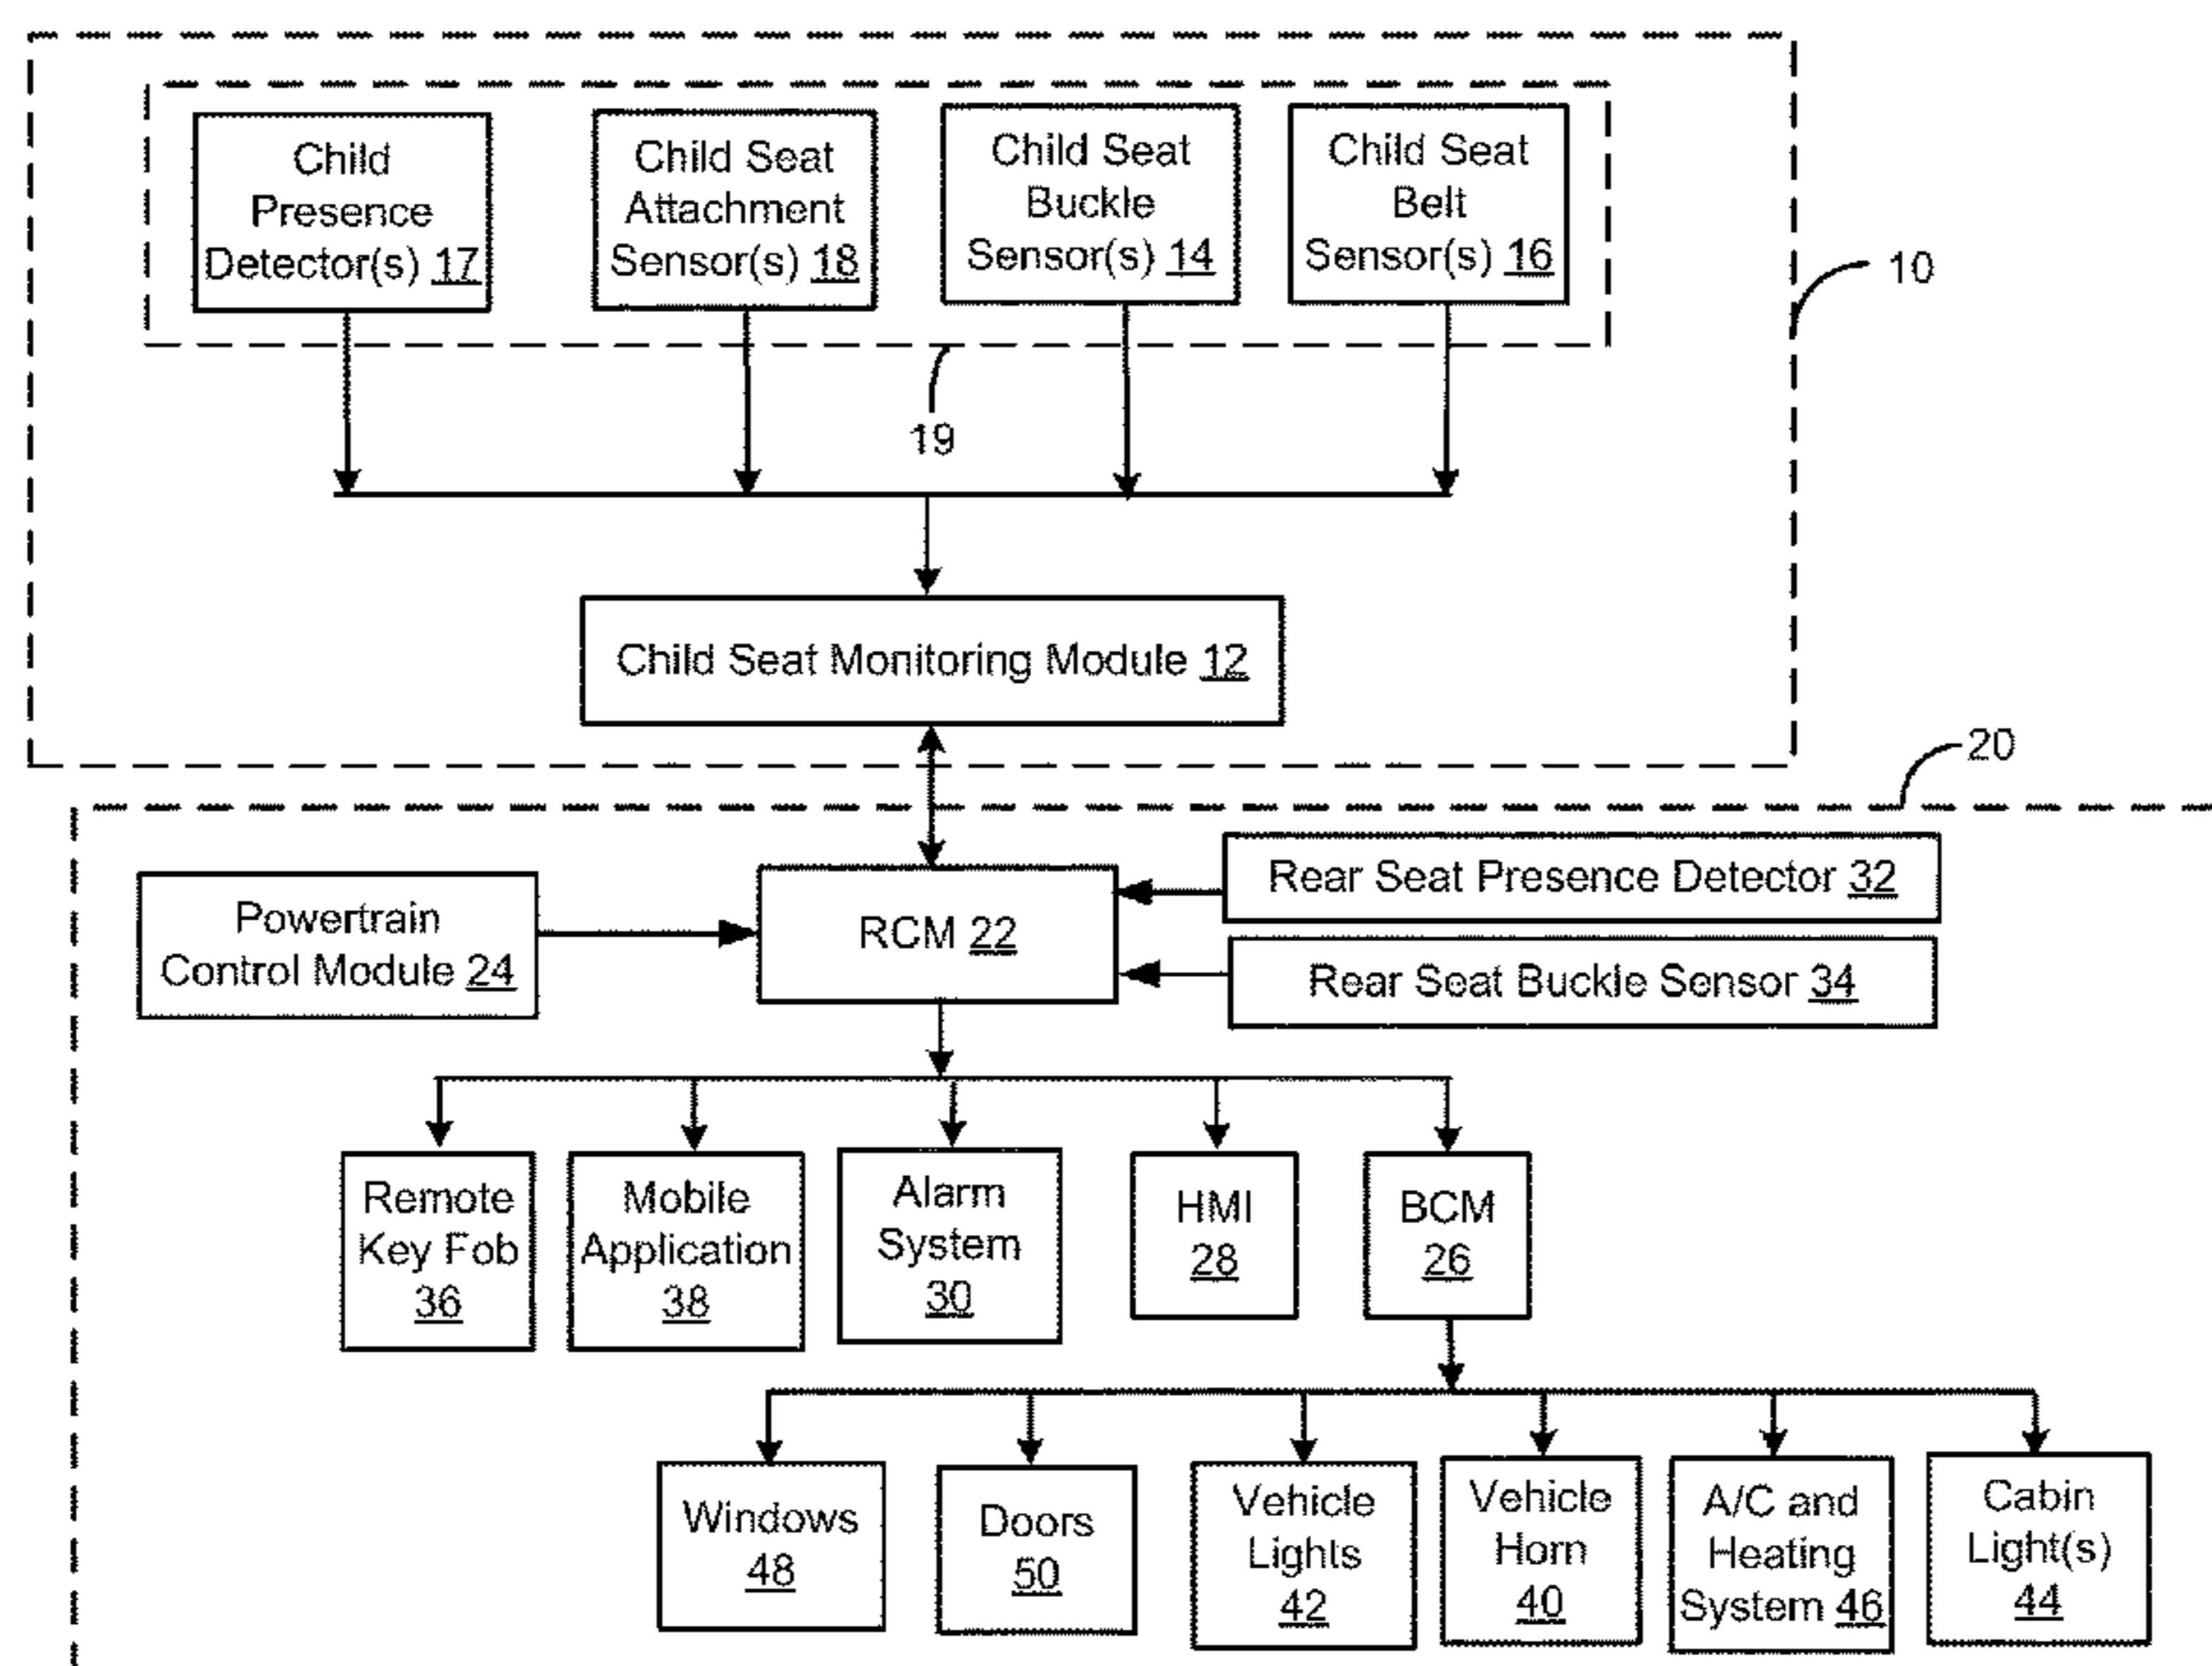 Child
Presence
Detector(s) 17
Child Seat
Attachment
Sensor(s) 18
Child Seat
Buckle
Sensor(s) 14
Child Seat
Belt
Sensor(s) 16
10
19
Child Seat Monitoring Module 12
20
Powertrain
Control Module 24
RCM 22
Rear Seat Presence Detector 32
Rear Seat Buckle Sensor 34
Remote
Key Fob
36
Mobile
Application
38
Alarm
System
30
HMI
28
BCM
26
Windows
48
Doors
50
Vehicle
Lights
42
Vehicle
Horn
40
A/C and
Heating
System 46
Cabin
Light(s)
44